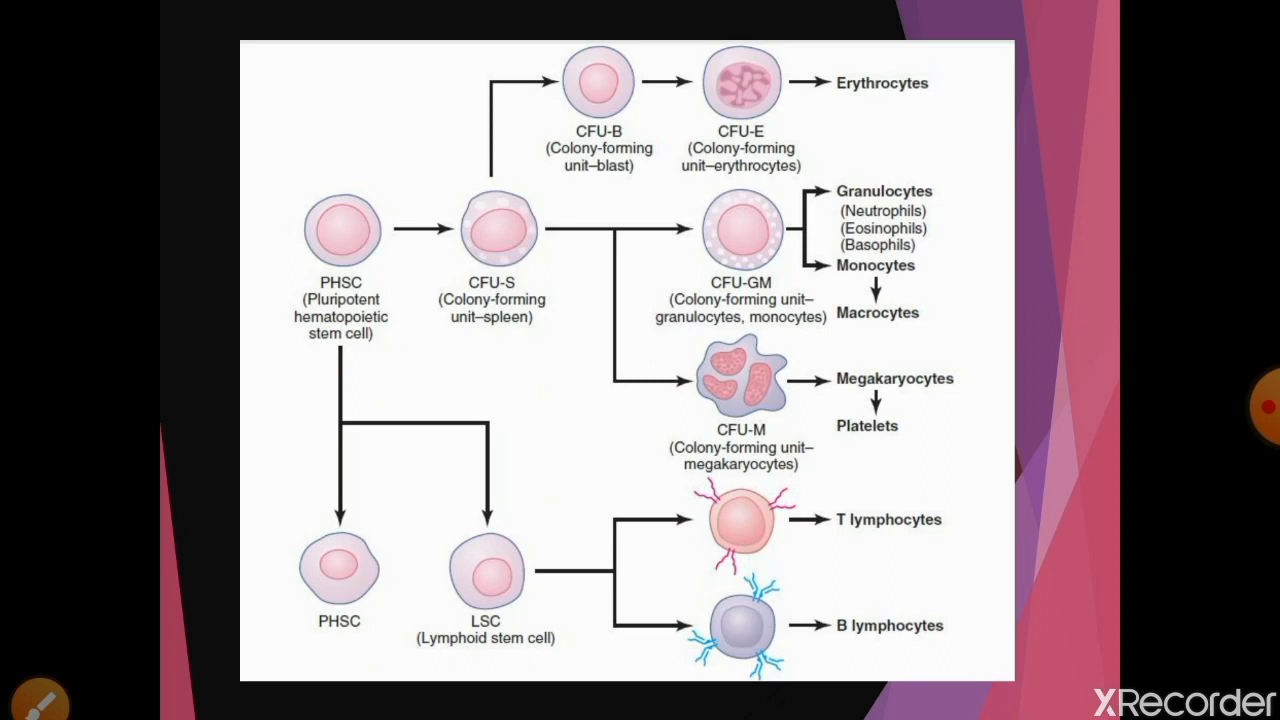 Erythrocytes
CFU-B
(Colony-forming
unit–blast)
CFU-E
(Colony-forming
unit–erythrocytes)
Granulocytes
(Neutrophils)
(Eosinophils)
(Basophils)
Monocytes
Macrocytes
PHSC
(Pluripotent
hematopoietic
stem cell)
CFU-S
(Colony-forming
unit–spleen)
CFU-GM
(Colony-forming unit–
granulocytes, monocytes)
Megakaryocytes
Platelets
CFU-M
(Colony-forming unit–
megakaryocytes)
T lymphocytes
PHSC
LSC
(Lymphoid stem cell)
B lymphocytes
XRecorder